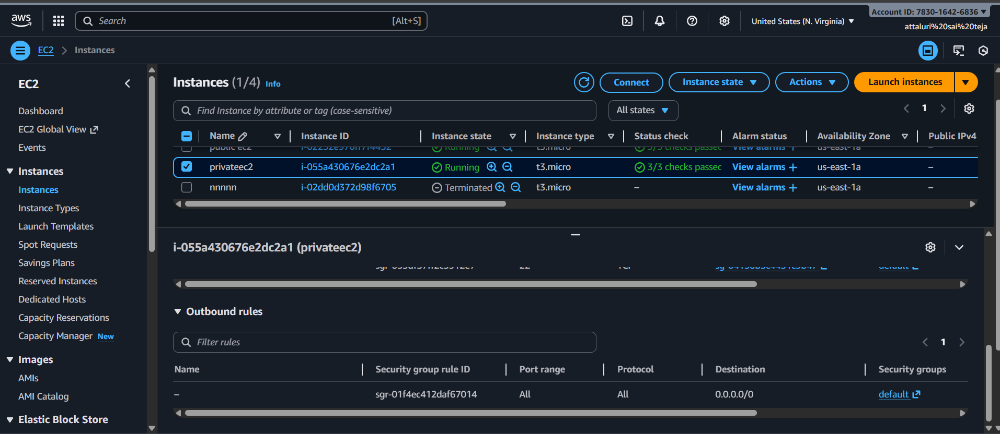 aws
Search
[Alt+S]
United States (N. Virginia)
Account ID: 7830-1642-6836
attaluri%20sai%20teja
EC2
Instances
EC2
Dashboard
EC2 Global View
Events
Instances
Instances
Instance Types
Launch Templates
Spot Requests
Savings Plans
Reserved Instances
Dedicated Hosts
Capacity Reservations
Capacity Manager New
Images
AMIs
AMI Catalog
Elastic Block Store
Instances (1/4) Info
Connect
Instance state
Actions
Launch instances
Find Instance by attribute or tag (case-sensitive)
All states
1
Name Instance ID Instance state Instance type Status check Alarm status Availability Zone Public IPv4
public ec2 Running t3.micro 3/3 checks passec View alarms + us-east-1a –
privateec2 i-055a430676e2dc2a1 Running t3.micro 3/3 checks passec View alarms + us-east-1a –
nnnnn i-02dd0d372d98f6705 Terminated t3.micro – View alarms + us-east-1a –
i-055a430676e2dc2a1 (privateec2)
22 TCP default
Outbound rules
Filter rules
1
Name Security group rule ID Port range Protocol Destination Security groups
– sgr-01f4ec412daf67014 All All 0.0.0.0/0 default